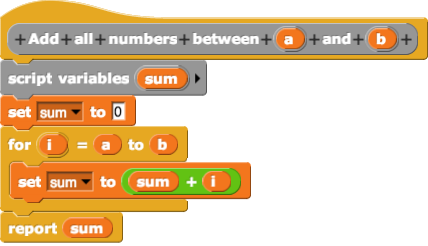 +Add+all+numbers+between+ a +and+ b +
script variables sum
set sum to 0
for i = a to b
set sum to sum + i
report sum